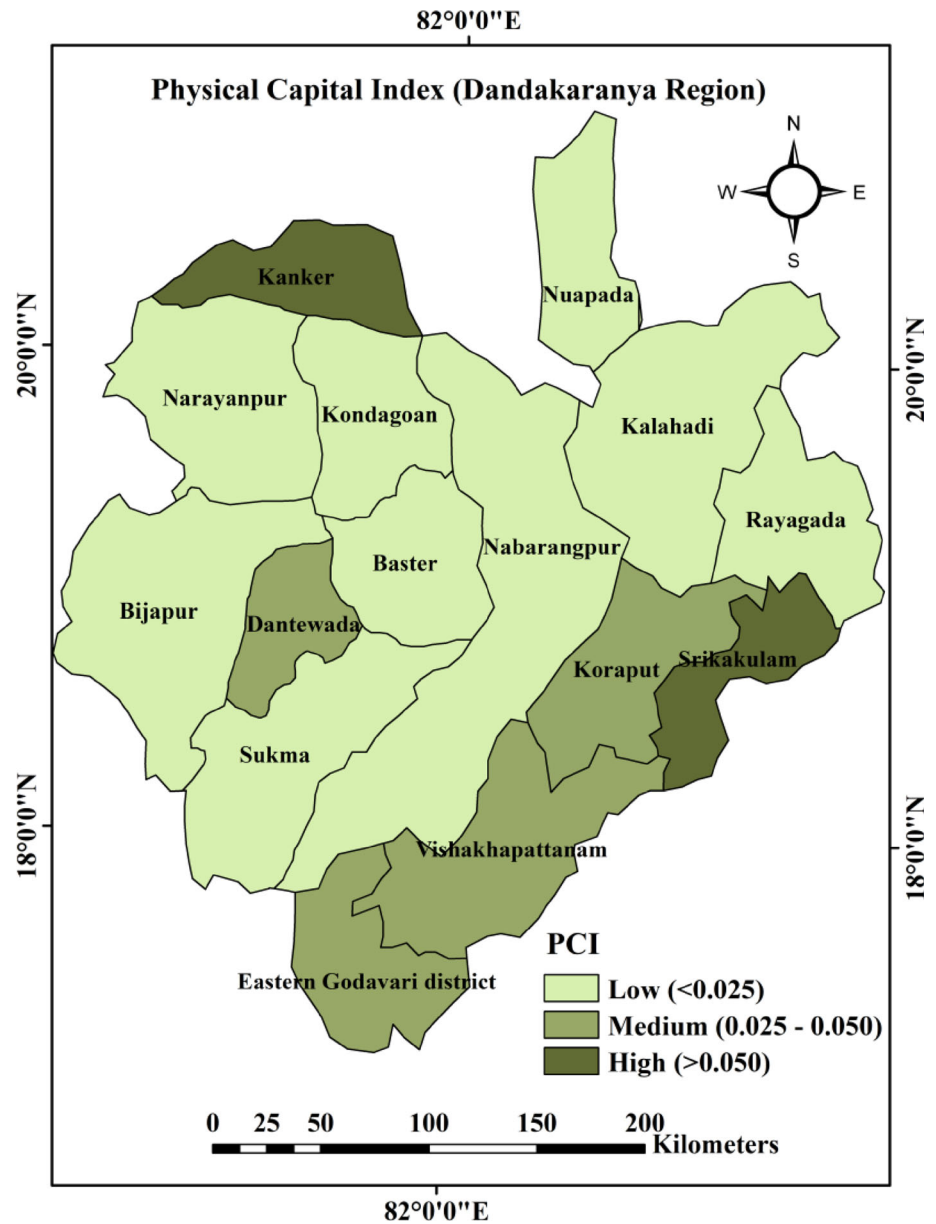 82°0'0"E
Physical Capital Index (Dandakaranya Region)
N
W
E
S
Kanker
Nuapada
20°0'0"N
20°0'0"N
Narayanpur
Kondagoan
Kalahadi
Rayagada
Nabarangpur
Baster
Bijapur
Dantewada
Koraput
Srikakulam
Sukma
18°0'0"N
18°0'0"N
Vishakhapattanam
Eastern Godavari district
PCI
Low (<0.025)
Medium (0.025 - 0.050)
High (>0.050)
0 25 50 100 150 200
Kilometers
82°0'0"E